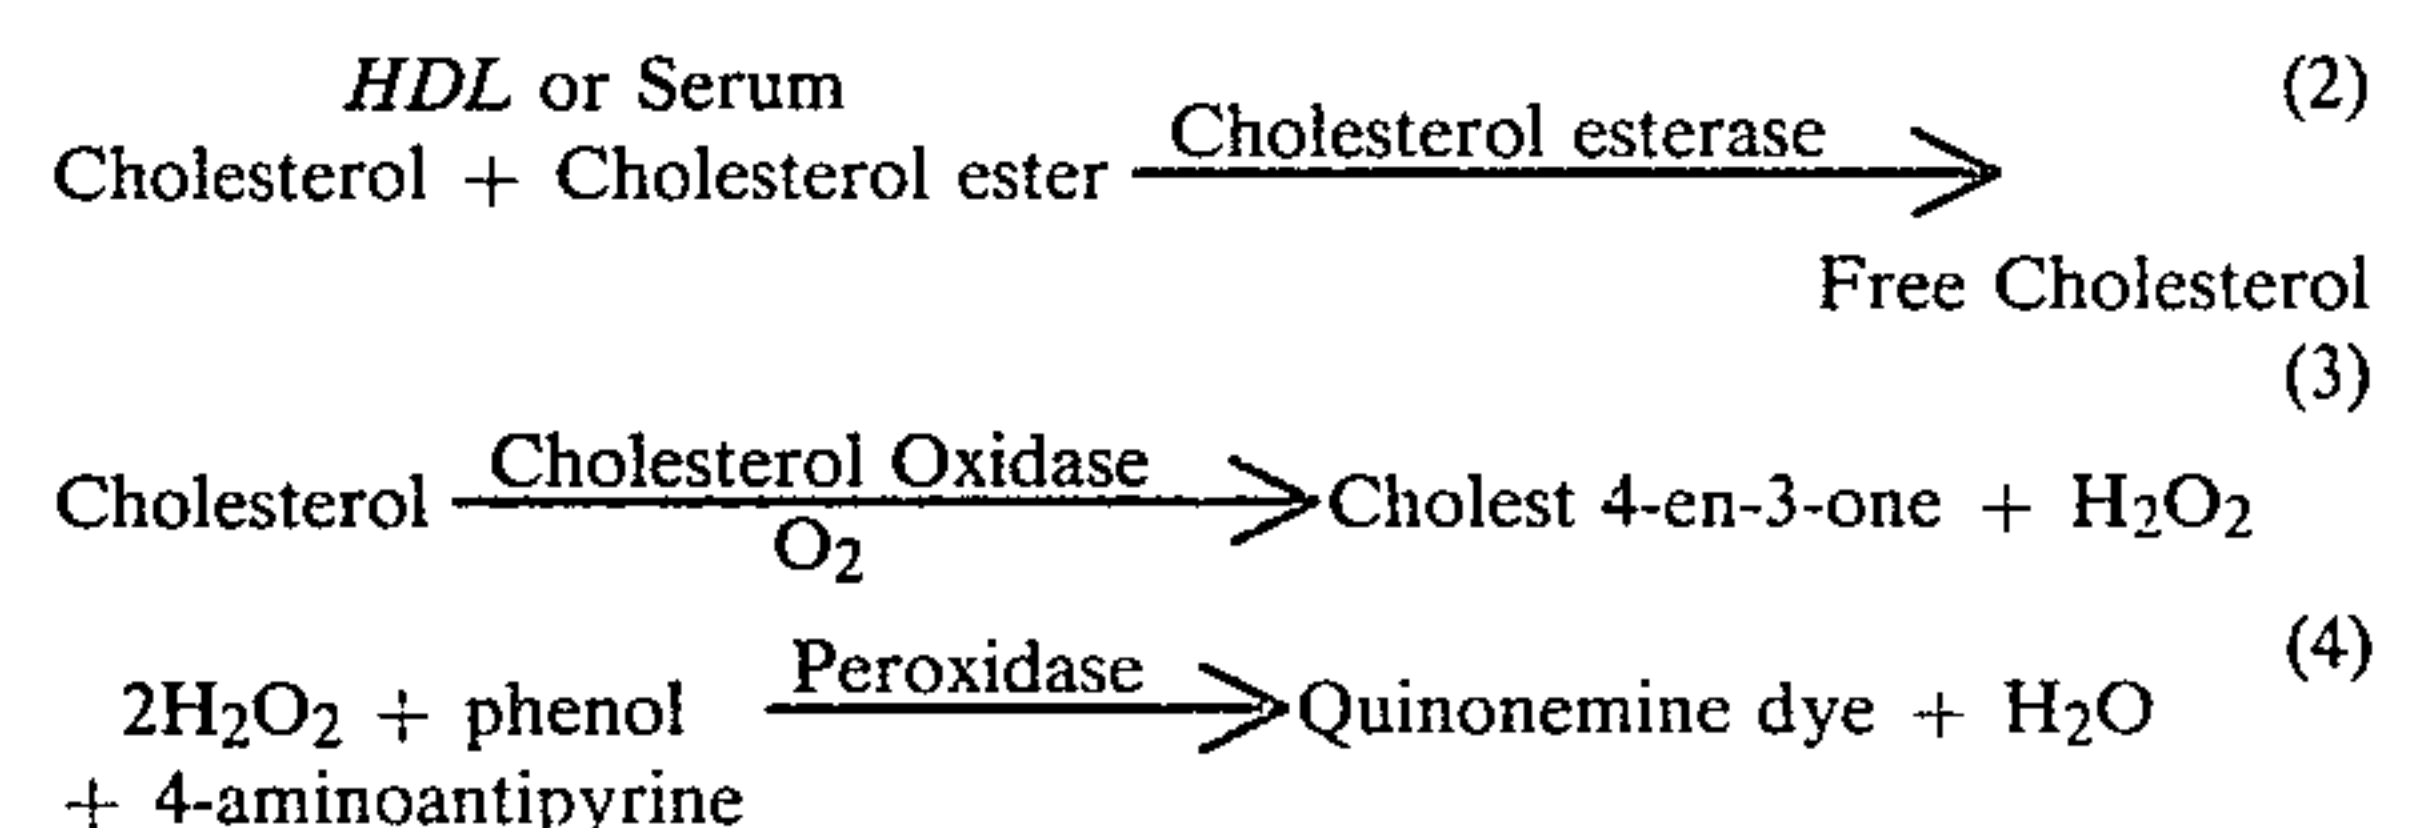 HDL or Serum (2)
Cholesterol + Cholesterol ester Cholesterol esterase
Free Cholesterol
(3)
Cholesterol Cholesterol Oxidase Cholest 4-en-3-one + H₂O₂
O₂
(4)
2H₂O₂ + phenol Peroxidase Quinonemine dye + H₂O
+ 4-aminoantipyrine